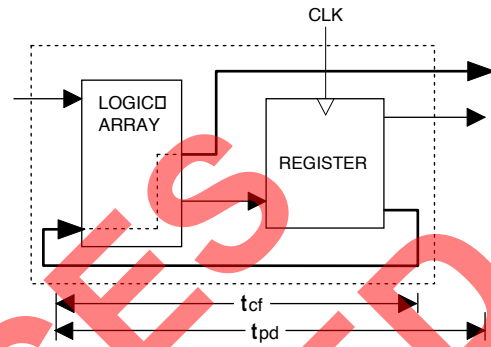 CLK
LOGIC□
ARRAY
REGISTER
tcf
tpd